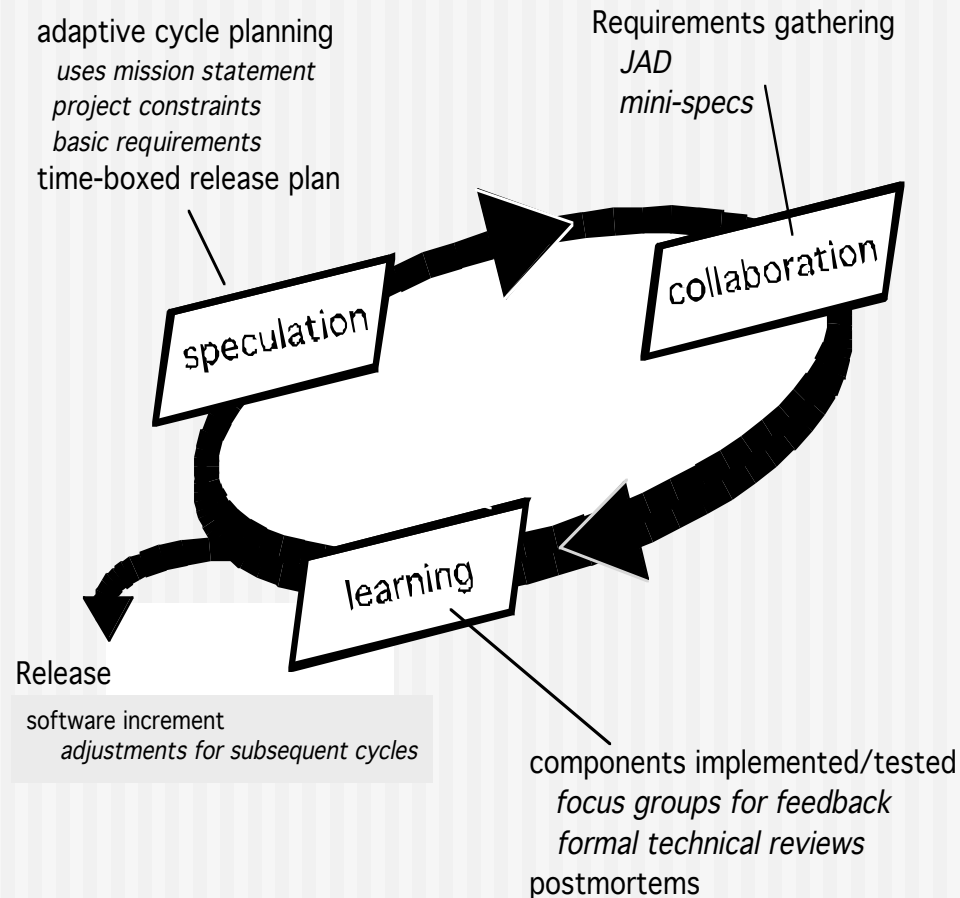 adaptive cycle planning
uses mission statement
project constraints
basic requirements
time-boxed release plan
Requirements gathering
JAD
mini-specs
speculation
collaboration
learning
Release
software increment
adjustments for subsequent cycles
components implemented/tested
focus groups for feedback
formal technical reviews
postmortems